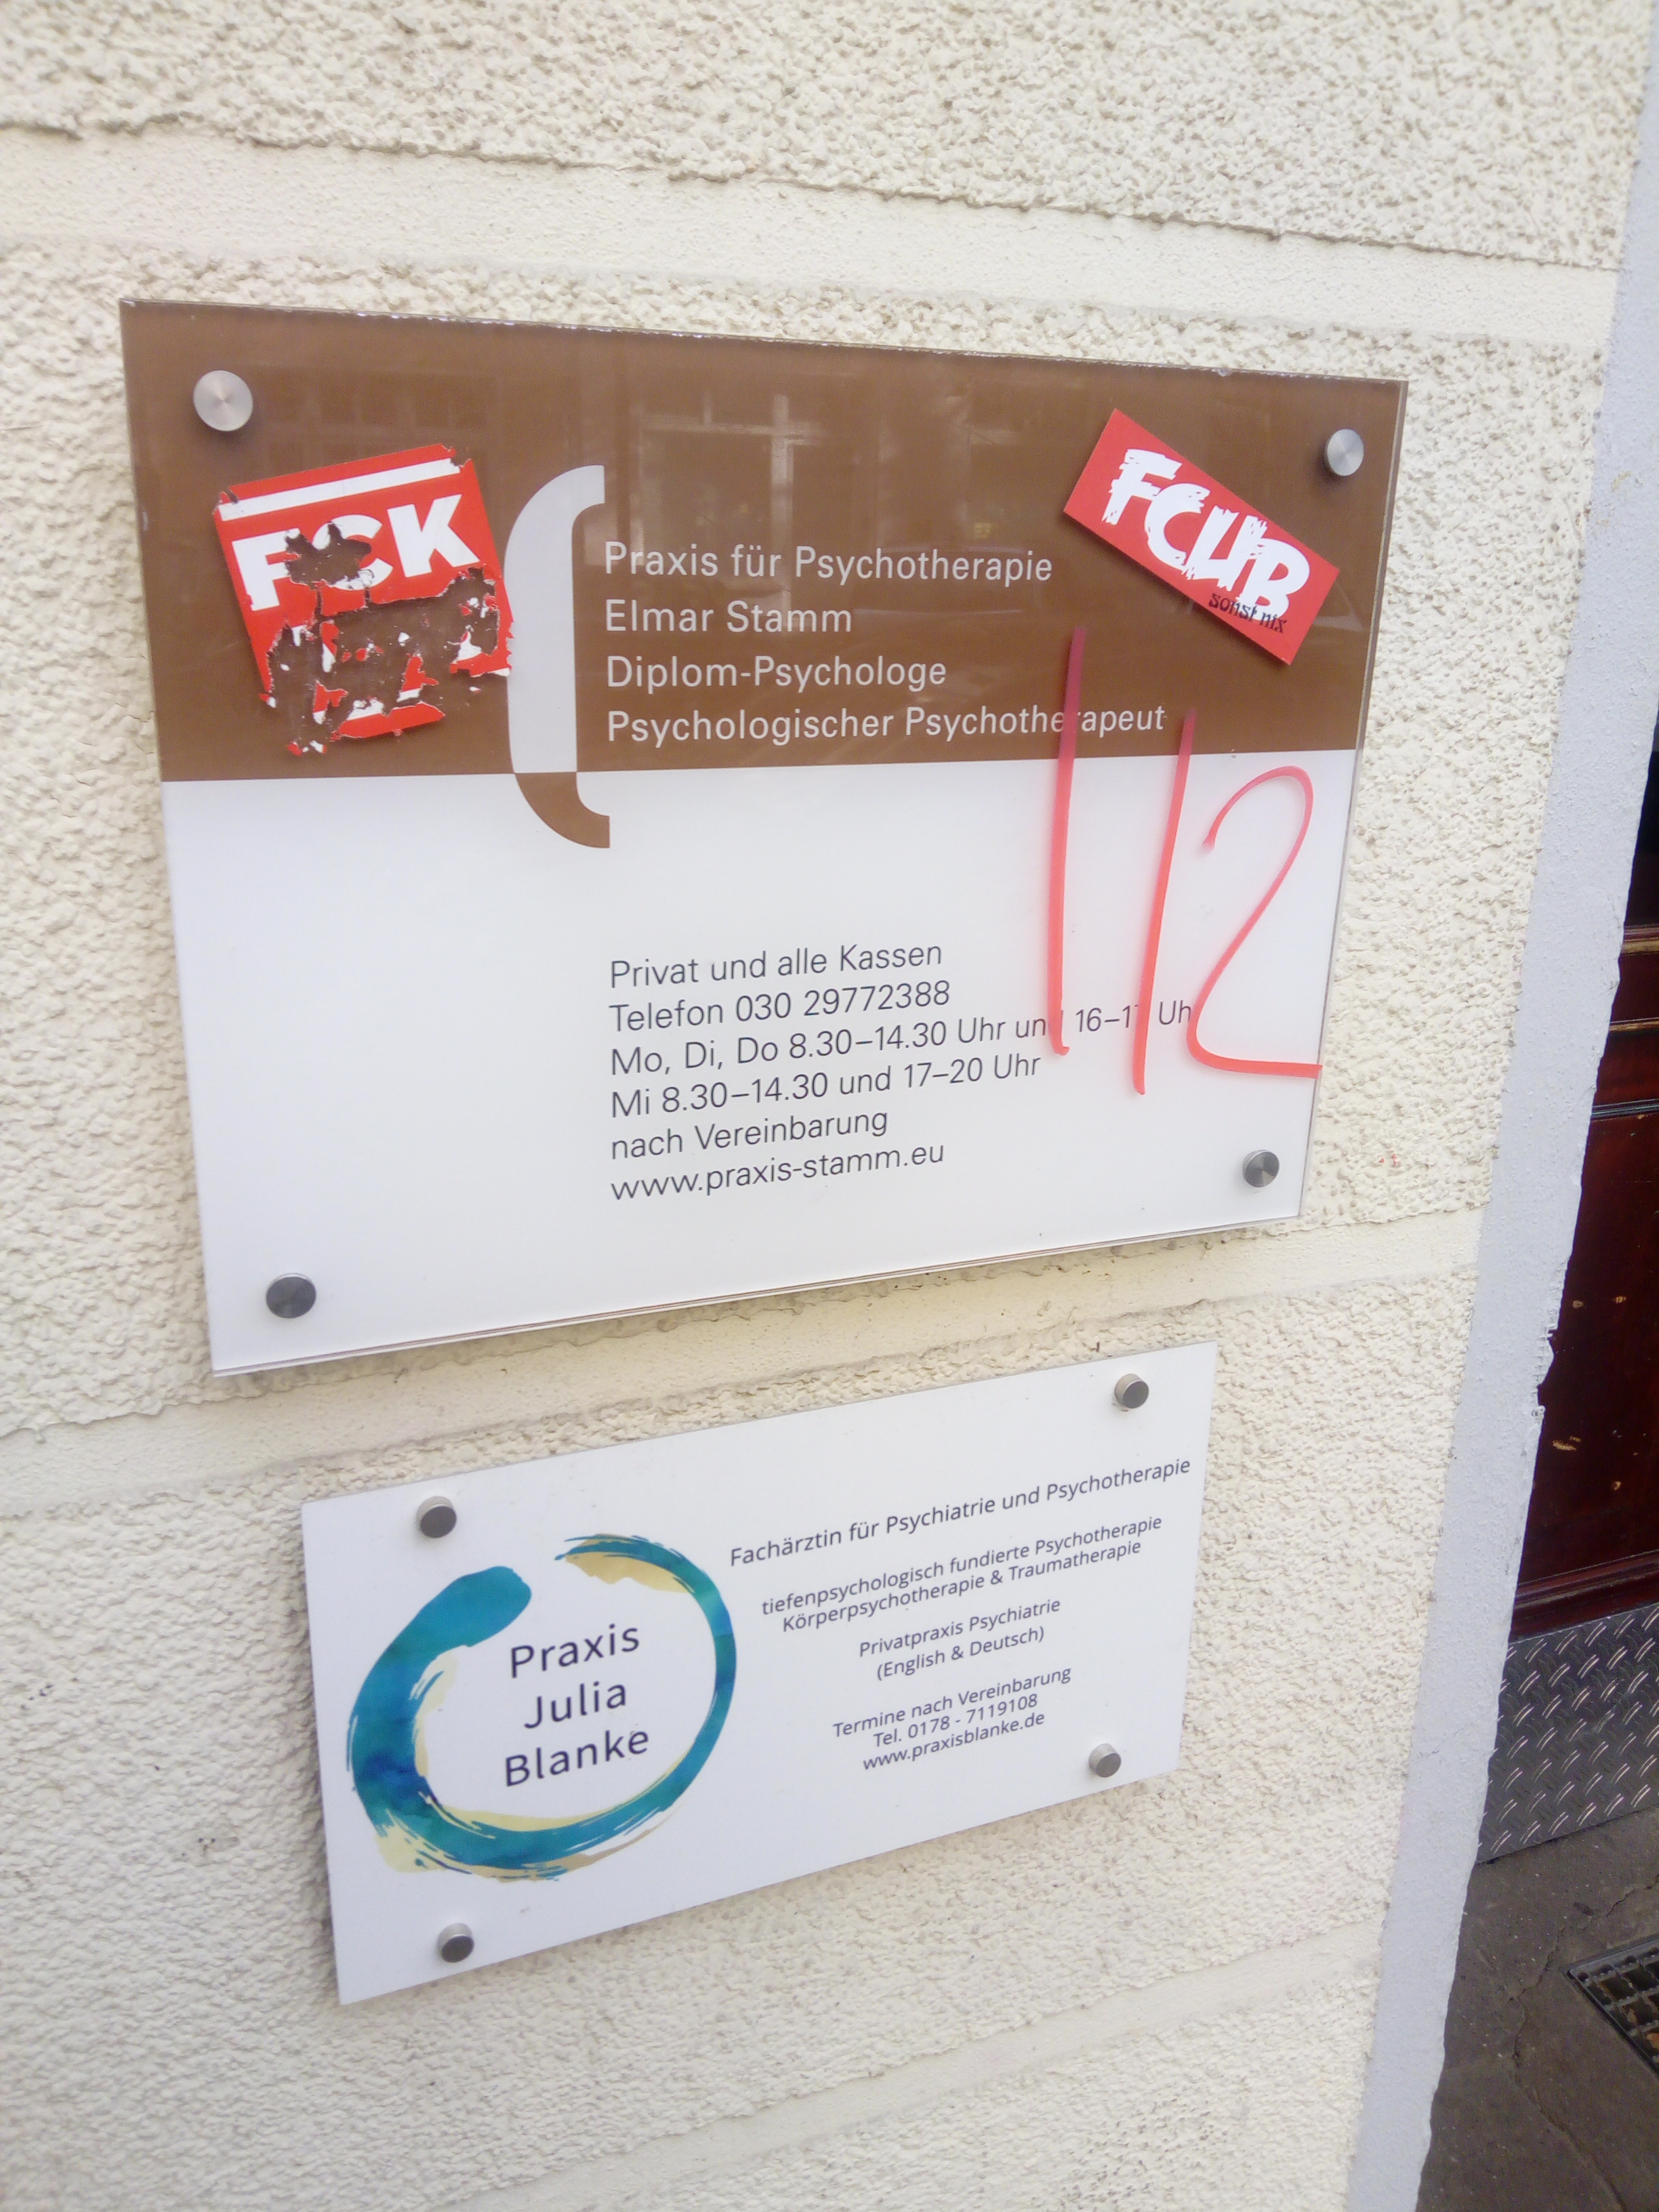 FCK
FCUB
sonst nix
Praxis für Psychotherapie
Elmar Stamm
Diplom-Psychologe
Psychologischer Psychotherapeut
112
Privat und alle Kassen
Telefon 030 29772388
Mo, Di, Do 8.30–14.30 Uhr und 16–17 Uhr
Mi 8.30–14.30 und 17–20 Uhr
nach Vereinbarung
www.praxis-stamm.eu
Praxis
Julia
Blanke
Fachärztin für Psychiatrie und Psychotherapie
tiefenpsychologisch fundierte Psychotherapie
Körperpsychotherapie & Traumatherapie
Privatpraxis Psychiatrie
(English & Deutsch)
Termine nach Vereinbarung
Tel. 0178 - 7119108
www.praxisblanke.de